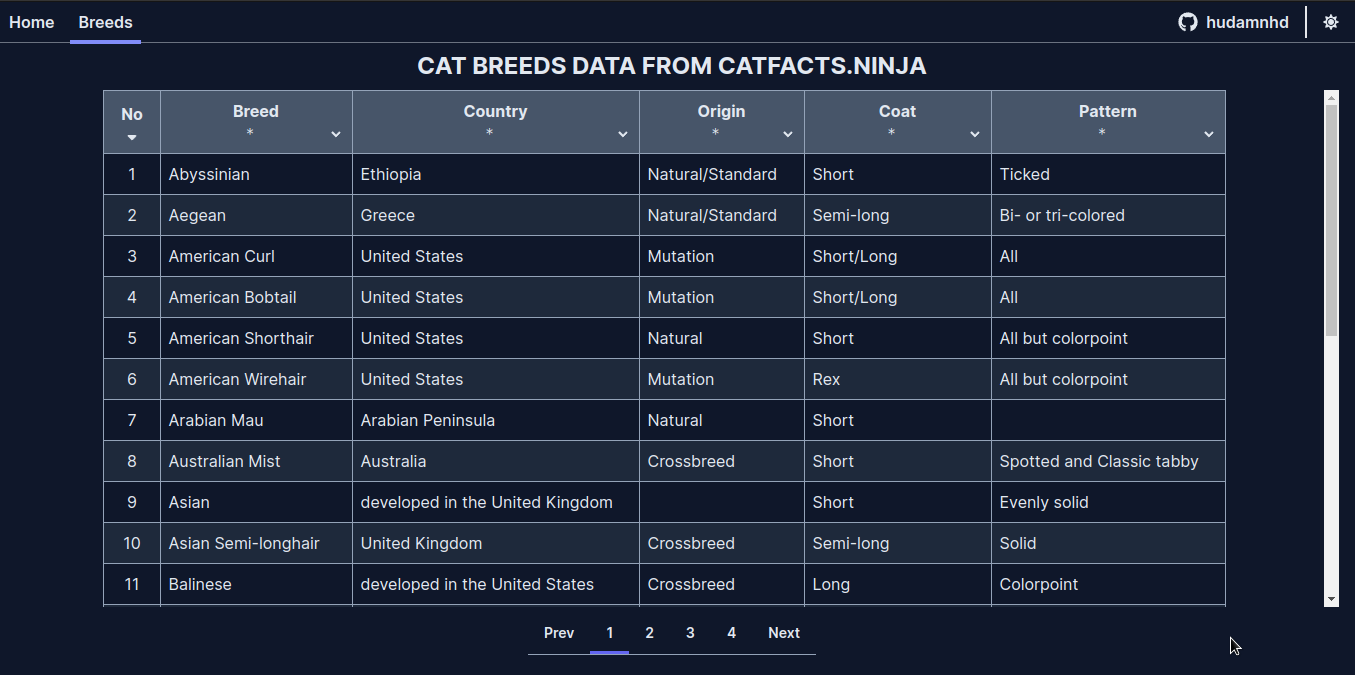 Home Breeds hudamnhd
CAT BREEDS DATA FROM CATFACTS.NINJA
No Breed Country Origin Coat Pattern
* * * * *
1 Abyssinian Ethiopia Natural/Standard Short Ticked
2 Aegean Greece Natural/Standard Semi-long Bi- or tri-colored
3 American Curl United States Mutation Short/Long All
4 American Bobtail United States Mutation Short/Long All
5 American Shorthair United States Natural Short All but colorpoint
6 American Wirehair United States Mutation Rex All but colorpoint
7 Arabian Mau Arabian Peninsula Natural Short
8 Australian Mist Australia Crossbreed Short Spotted and Classic tabby
9 Asian developed in the United Kingdom Short Evenly solid
10 Asian Semi-longhair United Kingdom Crossbreed Semi-long Solid
11 Balinese developed in the United States Crossbreed Long Colorpoint
Prev 1 2 3 4 Next